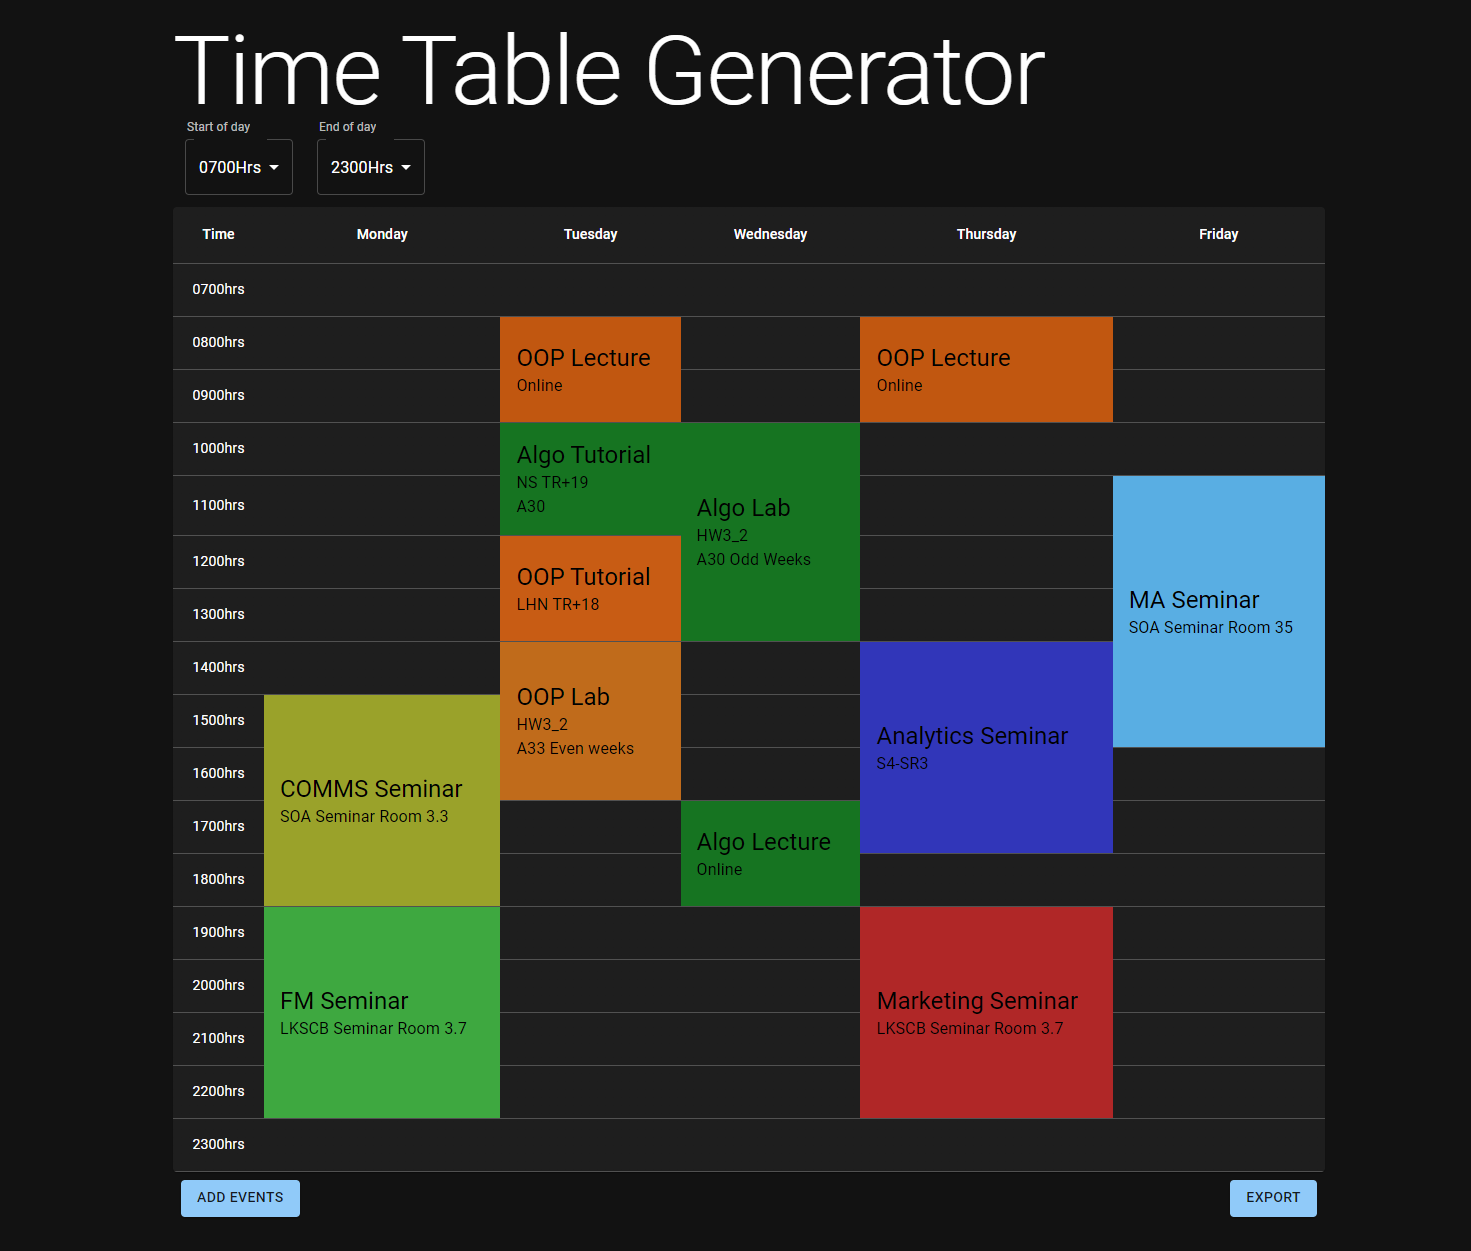 Time Table Generator
Start of day
End of day
0700Hrs
2300Hrs
Time Monday Tuesday Wednesday Thursday Friday
0700hrs
0800hrs
OOP Lecture
Online
OOP Lecture
Online
0900hrs
1000hrs
Algo Tutorial
NS TR+19
A30
1100hrs
Algo Lab
HW3_2
A30 Odd Weeks
1200hrs
OOP Tutorial
LHN TR+18
MA Seminar
SOA Seminar Room 35
1300hrs
1400hrs
OOP Lab
HW3_2
A33 Even weeks
Analytics Seminar
S4-SR3
1500hrs
1600hrs
COMMS Seminar
SOA Seminar Room 3.3
1700hrs
Algo Lecture
Online
1800hrs
1900hrs
2000hrs
FM Seminar
LKSCB Seminar Room 3.7
Marketing Seminar
LKSCB Seminar Room 3.7
2100hrs
2200hrs
2300hrs
ADD EVENTS
EXPORT